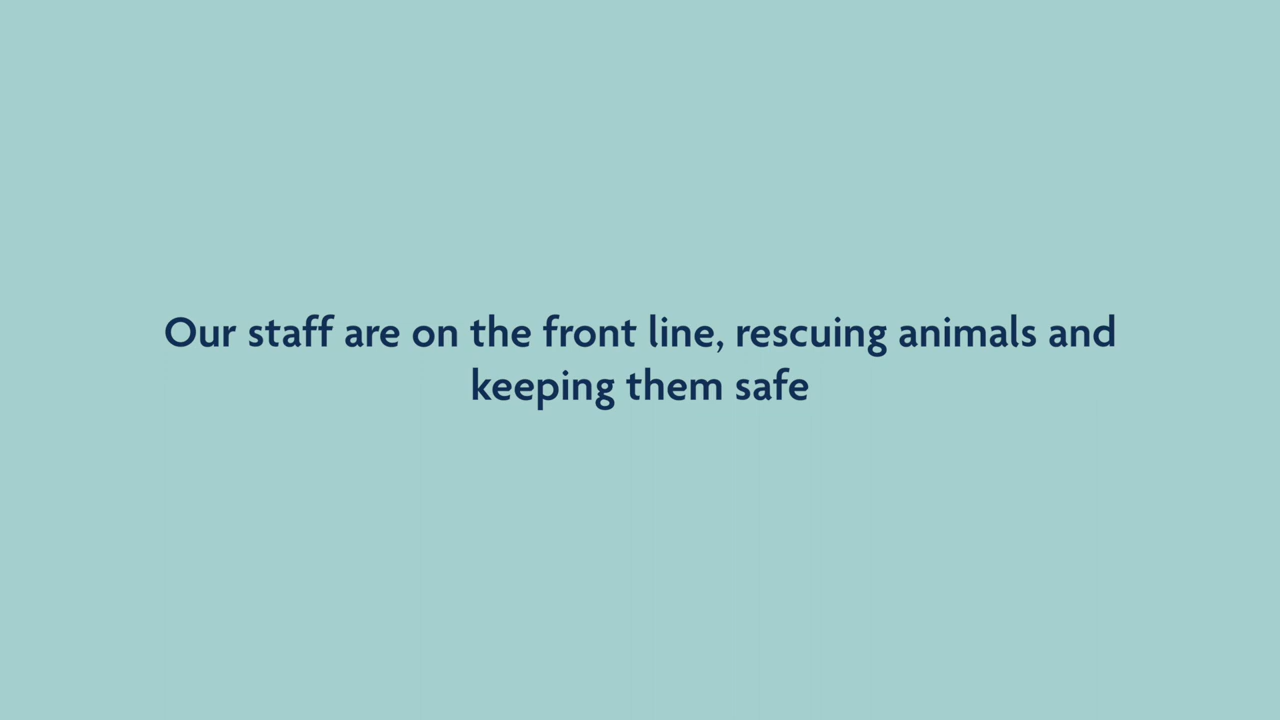 Our staff are on the front line, rescuing animals and
keeping them safe